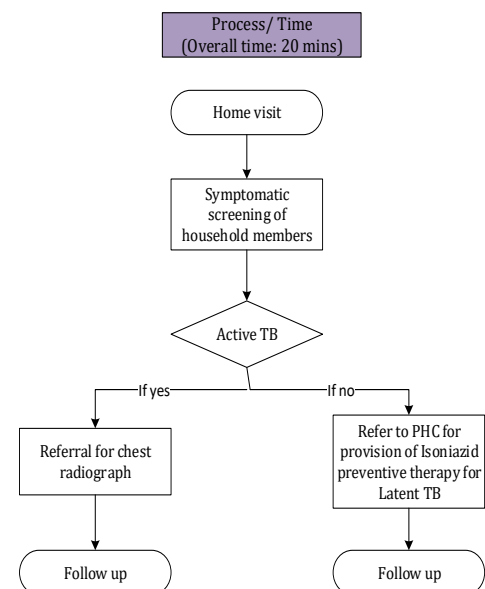 Process/ Time
(Overall time: 20 mins)
Home visit
Symptomatic
screening of
household members
Active TB
If yes
If no
Referral for chest
radiograph
Refer to PHC for
provision of Isoniazid
preventive therapy for
Latent TB
Follow up
Follow up